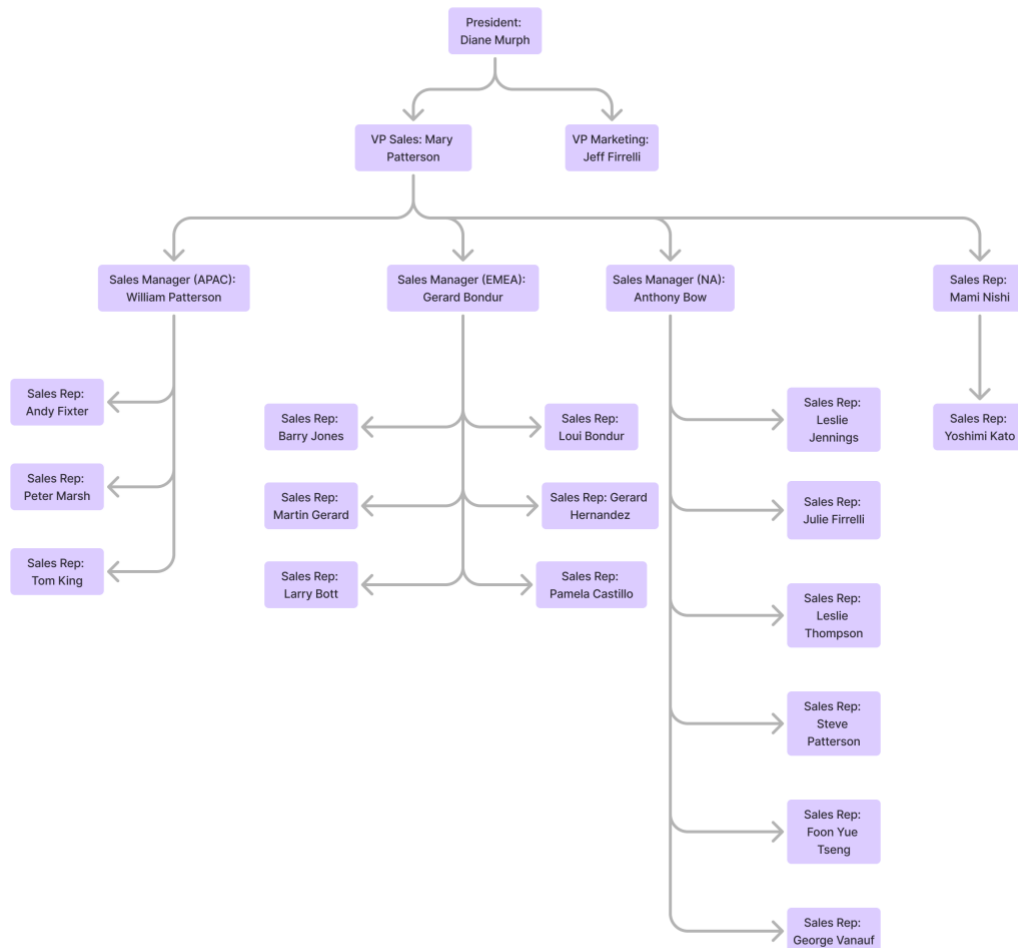 President:
Diane Murph
VP Sales: Mary
Patterson
VP Marketing:
Jeff Firrelli
Sales Manager (APAC):
William Patterson
Sales Manager (EMEA):
Gerard Bondur
Sales Manager (NA):
Anthony Bow
Sales Rep:
Mami Nishi
Sales Rep:
Andy Fixter
Sales Rep:
Peter Marsh
Sales Rep:
Tom King
Sales Rep:
Barry Jones
Sales Rep:
Loui Bondur
Sales Rep:
Martin Gerard
Sales Rep: Gerard
Hernandez
Sales Rep:
Larry Bott
Sales Rep:
Pamela Castillo
Sales Rep:
Leslie
Jennings
Sales Rep:
Julie Firrelli
Sales Rep:
Leslie
Thompson
Sales Rep:
Steve
Patterson
Sales Rep:
Foon Yue
Tseng
Sales Rep:
George Vanauf
Sales Rep:
Yoshimi Kato